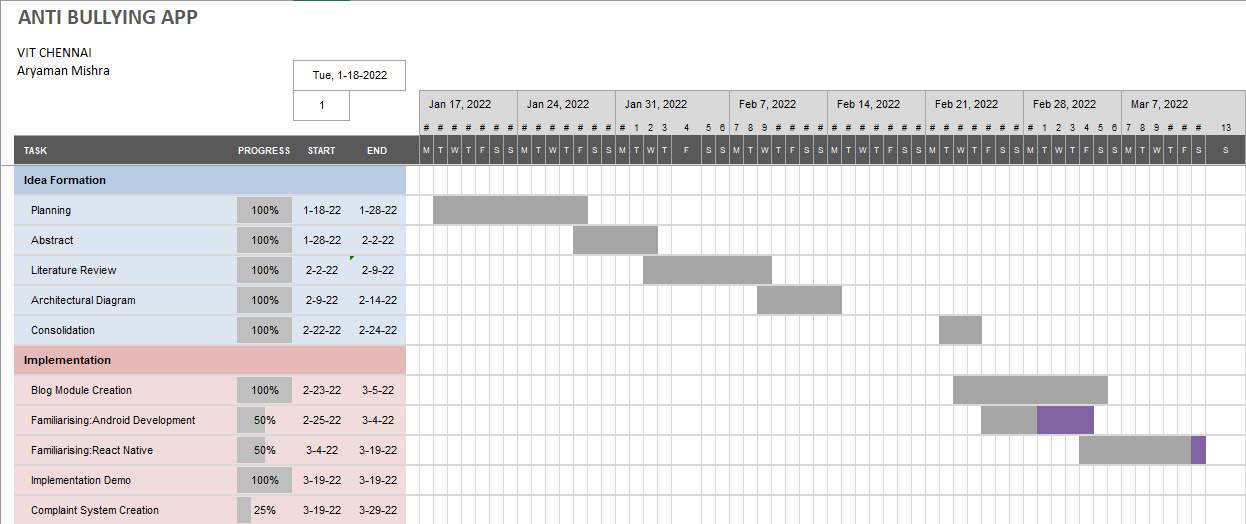 ANTI BULLYING APP
VIT CHENNAI
Aryaman Mishra
Tue, 1-18-2022
1
Jan 17, 2022 Jan 24, 2022 Jan 31, 2022 Feb 7, 2022 Feb 14, 2022 Feb 21, 2022 Feb 28, 2022 Mar 7, 2022
# # # # # # # # # # # # # # # 1 2 3 4 5 6 7 8 9 # # # # # # # # # # # # # # # # # # # 1 2 3 4 5 6 7 8 9 # # # 13
TASK PROGRESS START END M T W T F S S M T W T F S S M T W T F S S M T W T F S S M T W T F S S M T W T F S S M T W T F S S M T W T F S S
Idea Formation
Planning 100% 1-18-22 1-28-22
Abstract 100% 1-28-22 2-2-22
Literature Review 100% 2-2-22 2-9-22
Architectural Diagram 100% 2-9-22 2-14-22
Consolidation 100% 2-22-22 2-24-22
Implementation
Blog Module Creation 100% 2-23-22 3-5-22
Familiarising:Android Development 50% 2-25-22 3-4-22
Familiarising:React Native 50% 3-4-22 3-19-22
Implementation Demo 100% 3-19-22 3-19-22
Complaint System Creation 25% 3-19-22 3-29-22